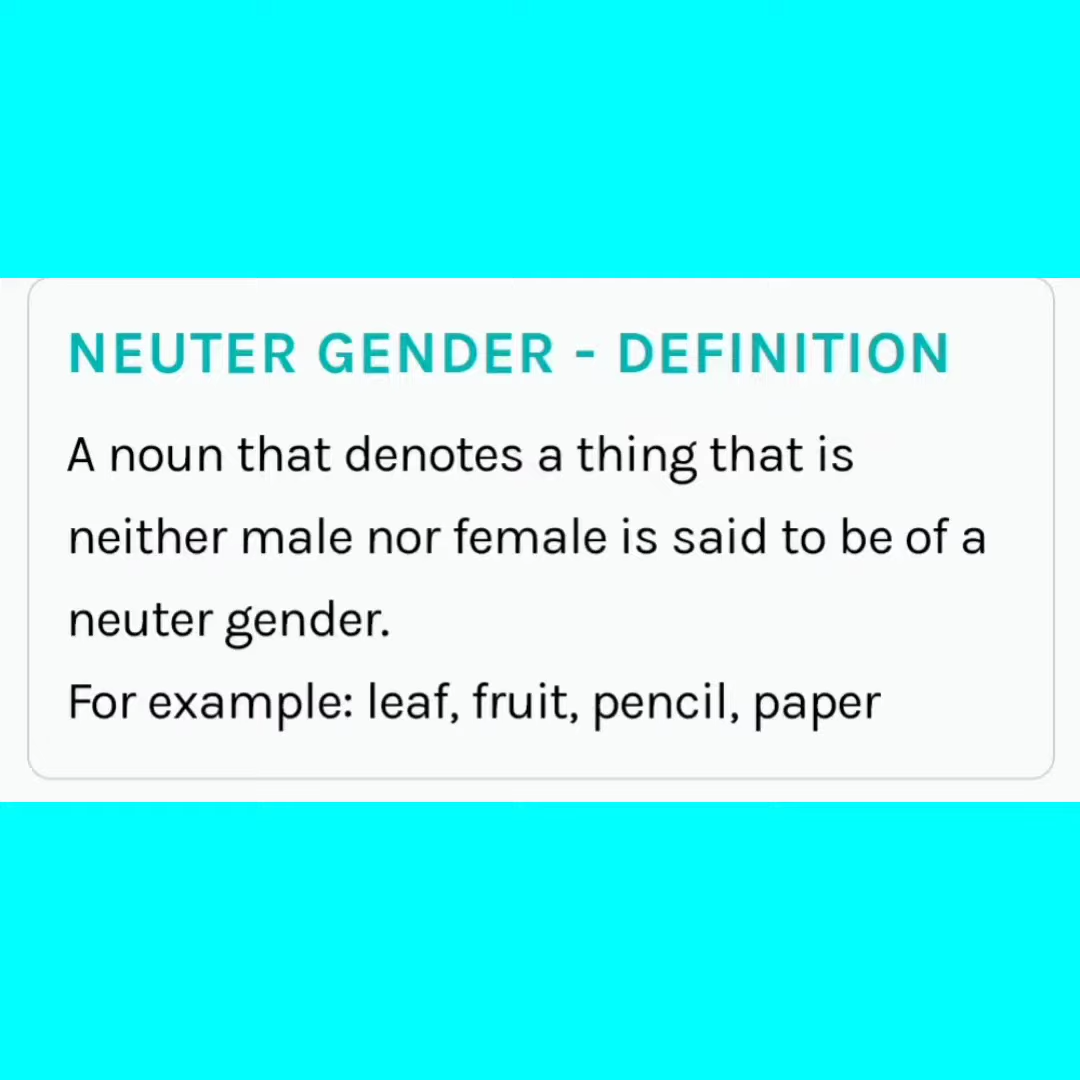 NEUTER GENDER - DEFINITION
A noun that denotes a thing that is
neither male nor female is said to be of a
neuter gender.
For example: leaf, fruit, pencil, paper